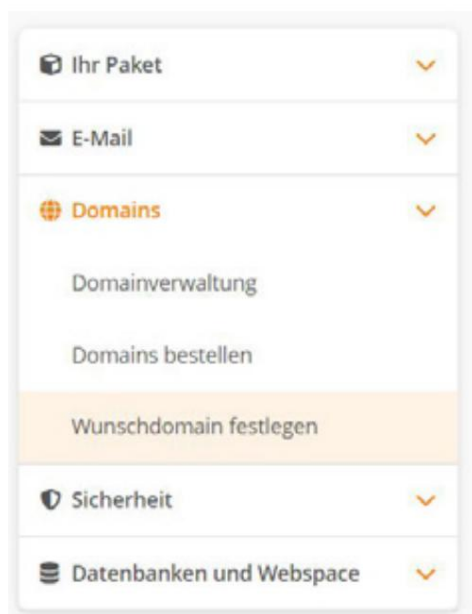 Ihr Paket
E-Mail
Domains
Domainverwaltung
Domains bestellen
Wunschdomain festlegen
Sicherheit
Datenbanken und Webspace